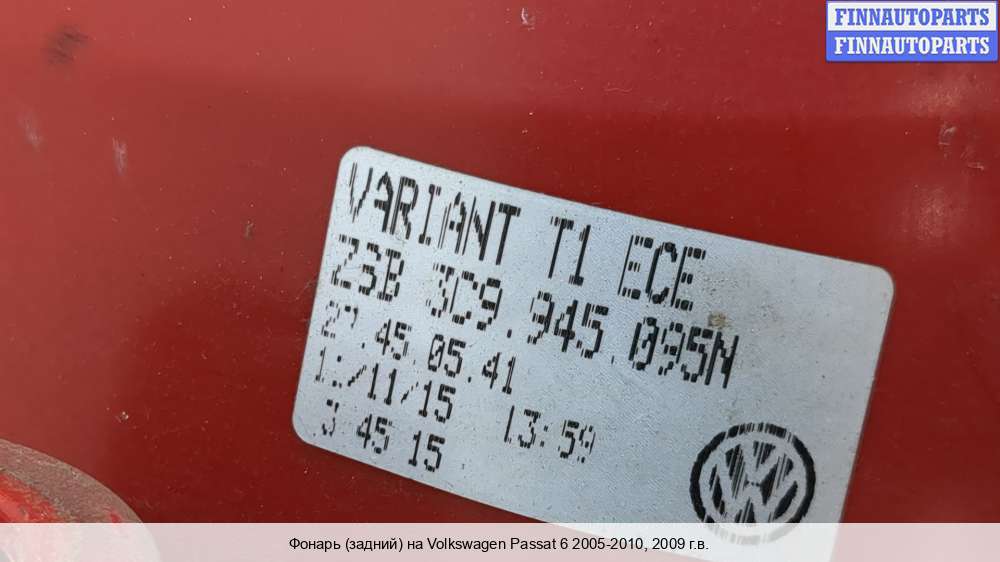 FINNAUTOPARTS
FINNAUTOPARTS
VARIANT T1 ECE
Z3B 3C9.945.095N
.45.05.41
/11/15 13:59
3 45 15
Фонарь (задний) на Volkswagen Passat 6 2005-2010, 2009 г.в.